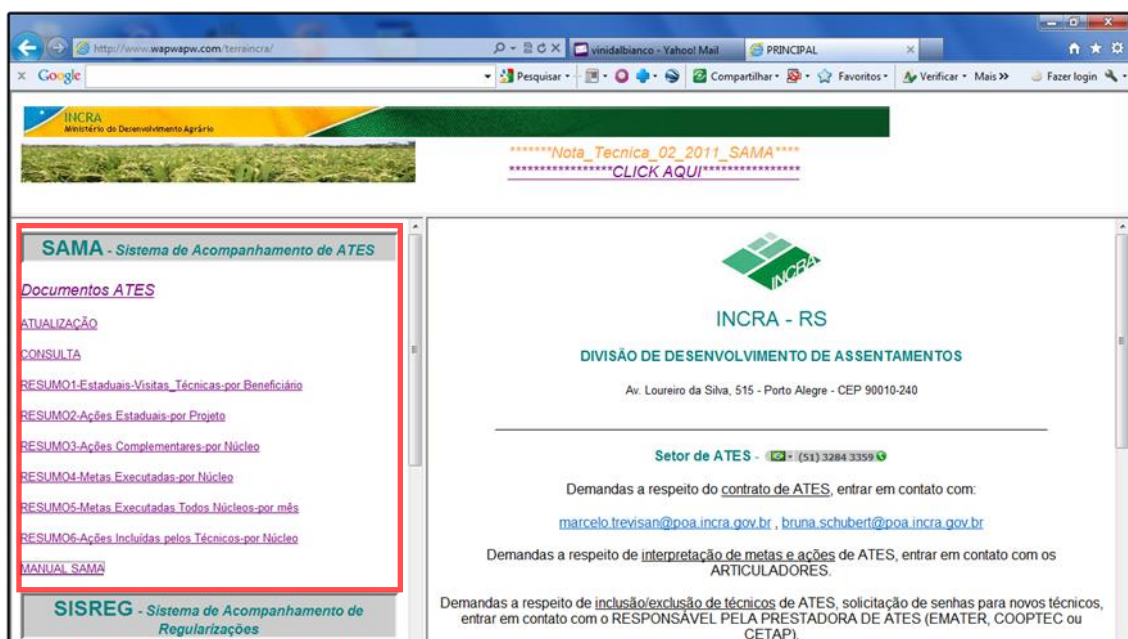 http://www.wapwapw.com/terraincra/
vinidalbianco - Yahoo! Mail
PRINCIPAL
x Google
Pesquisar
Compartilhar
Favoritos
Verificar
Mais >>
Fazer login
INCRA
Ministério do Desenvolvimento Agrário
*******Nota_Tecnica_02_2011_SAMA****
*****************CLICK AQUI****************
SAMA - Sistema de Acompanhamento de ATES
Documentos ATES
ATUALIZAÇÃO
CONSULTA
RESUMO1-Estaduais-Visitas_Técnicas-por Beneficiário
RESUMO2-Ações Estaduais-por Projeto
RESUMO3-Ações Complementares-por Núcleo
RESUMO4-Metas Executadas-por Núcleo
RESUMO5-Metas Executadas Todos Núcleos-por mês
RESUMO6-Ações Incluídas pelos Técnicos-por Núcleo
MANUAL SAMA
SISREG - Sistema de Acompanhamento de
Regularizações
INCRA
INCRA - RS
DIVISÃO DE DESENVOLVIMENTO DE ASSENTAMENTOS
Av. Loureiro da Silva, 515 - Porto Alegre - CEP 90010-240
Setor de ATES - (51) 3284 3359
Demandas a respeito do contrato de ATES, entrar em contato com:
marcelo.trevisan@poa.incra.gov.br , bruna.schubert@poa.incra.gov.br
Demandas a respeito de interpretação de metas e ações de ATES, entrar em contato com os
ARTICULADORES.
Demandas a respeito de inclusão/exclusão de técnicos de ATES, solicitação de senhas para novos técnicos,
entrar em contato com o RESPONSÁVEL PELA PRESTADORA DE ATES (EMATER, COOPTEC ou
CETAP).